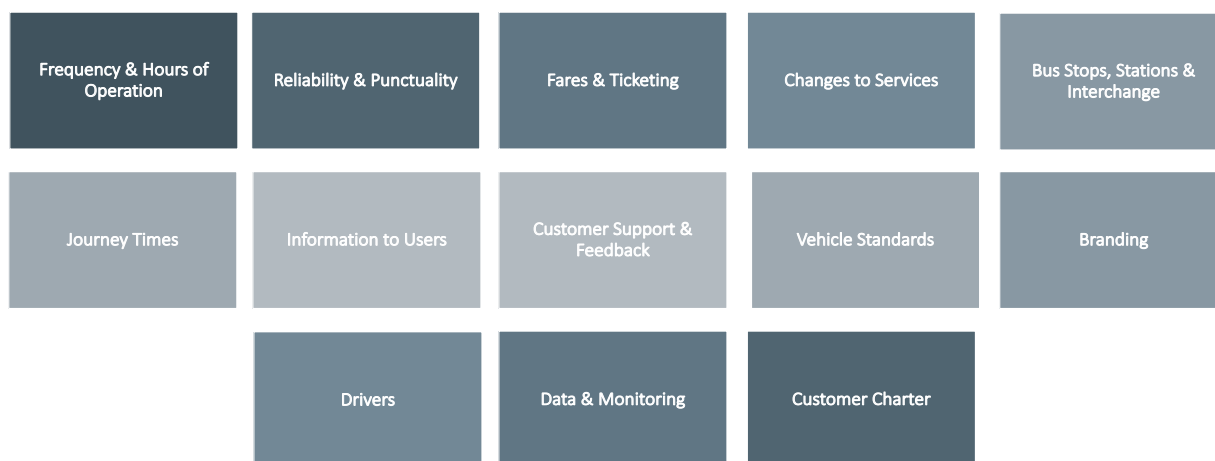 Frequency & Hours of
Operation
Reliability & Punctuality
Fares & Ticketing
Changes to Services
Bus Stops, Stations &
Interchange
Journey Times
Information to Users
Customer Support &
Feedback
Vehicle Standards
Branding
Drivers
Data & Monitoring
Customer Charter